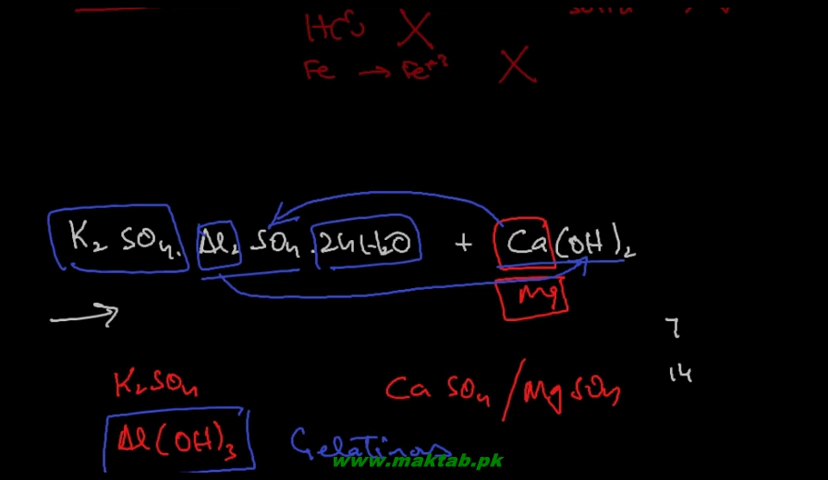 HCO X
Fe → Fe+3 X
K2 SO4. Al2 SO4. 24H2O + Ca(OH)2
Mg
→
7
14
K2SO4
CaSO4 / MgSO4
Al(OH)3 Gelatinous
www.maktab.pk